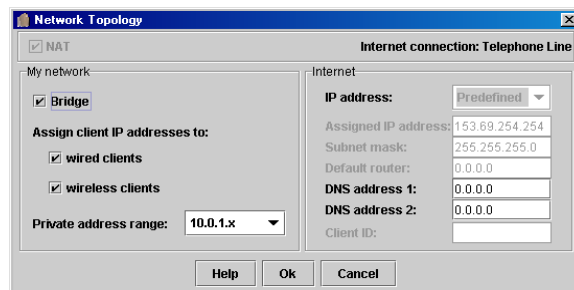 Network Topology
NAT
Internet connection: Telephone Line
My network
Bridge
Assign client IP addresses to:
wired clients
wireless clients
Private address range: 10.0.1.x
Internet
IP address: Predefined
Assigned IP address: 153.69.254.254
Subnet mask: 255.255.255.0
Default router: 0.0.0.0
DNS address 1: 0.0.0.0
DNS address 2: 0.0.0.0
Client ID:
Help Ok Cancel